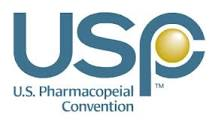 USP
U.S. Pharmacopeial
Convention
TM